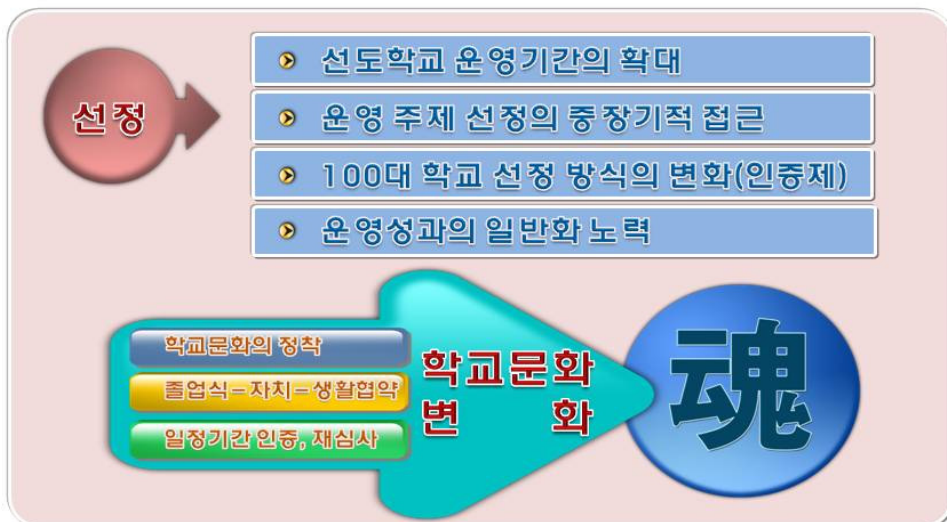 선정
선도학교 운영기간의 확대
운영 주제 선정의 중장기적 접근
100대 학교 선정 방식의 변화(인증제)
운영성과의 일반화 노력
학교문화의 정착
졸업식-자치-생활협약
일정기간 인증, 재심사
학교문화
변 화
魂